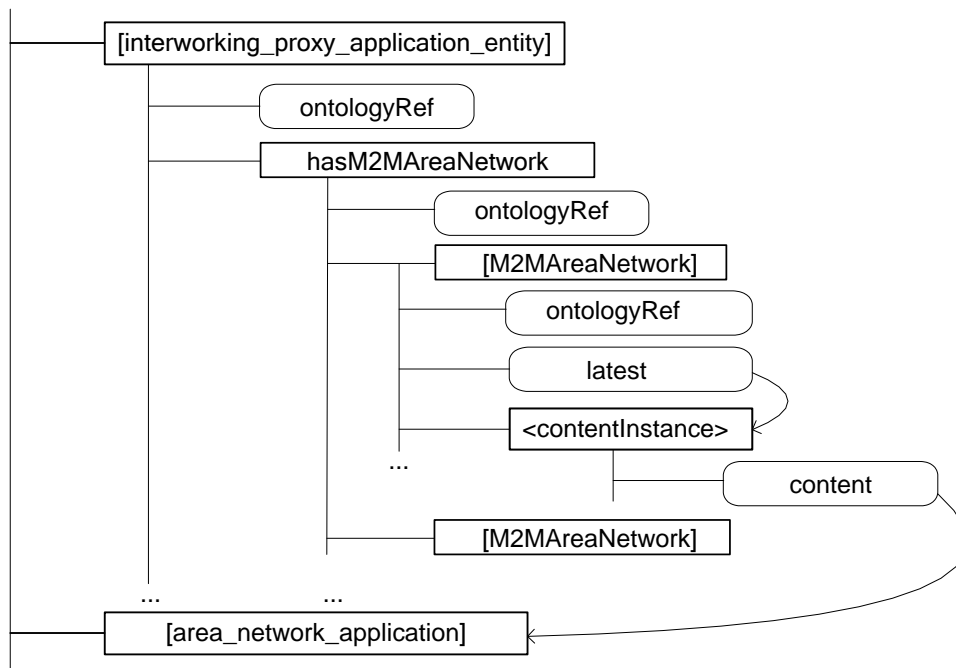 [interworking_proxy_application_entity]
ontologyRef
hasM2MAreaNetwork
ontologyRef
[M2MAreaNetwork]
ontologyRef
latest
<contentInstance>
...
content
[M2MAreaNetwork]
... ...
[area_network_application]